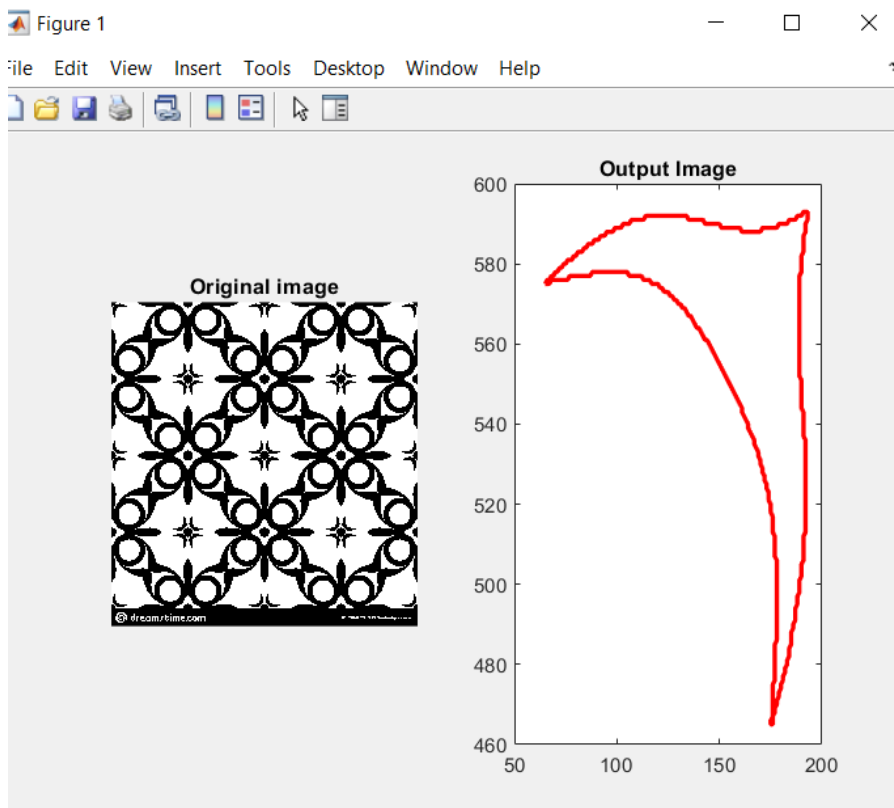 Figure 1
File Edit View Insert Tools Desktop Window Help
Original image
dreamstime.com
Output Image
600
580
560
540
520
500
480
460
50 100 150 200